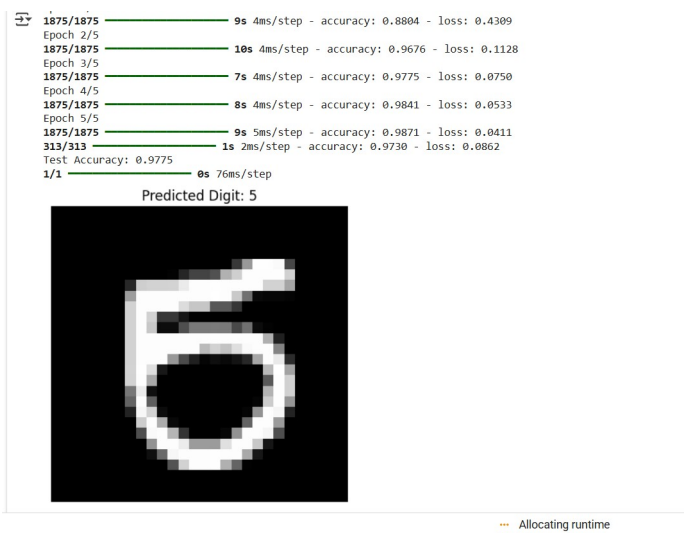 1875/1875 ━━━━━━━━━━━━━━━━━━━━ 9s 4ms/step - accuracy: 0.8804 - loss: 0.4309
Epoch 2/5
1875/1875 ━━━━━━━━━━━━━━━━━━━━ 10s 4ms/step - accuracy: 0.9676 - loss: 0.1128
Epoch 3/5
1875/1875 ━━━━━━━━━━━━━━━━━━━━ 7s 4ms/step - accuracy: 0.9775 - loss: 0.0750
Epoch 4/5
1875/1875 ━━━━━━━━━━━━━━━━━━━━ 8s 4ms/step - accuracy: 0.9841 - loss: 0.0533
Epoch 5/5
1875/1875 ━━━━━━━━━━━━━━━━━━━━ 9s 5ms/step - accuracy: 0.9871 - loss: 0.0411
313/313 ━━━━━━━━━━━━━━━━━━━━ 1s 2ms/step - accuracy: 0.9730 - loss: 0.0862
Test Accuracy: 0.9775
1/1 ━━━━━━━━━━━━━━━━━━━━ 0s 76ms/step
Predicted Digit: 5
5
Allocating runtime